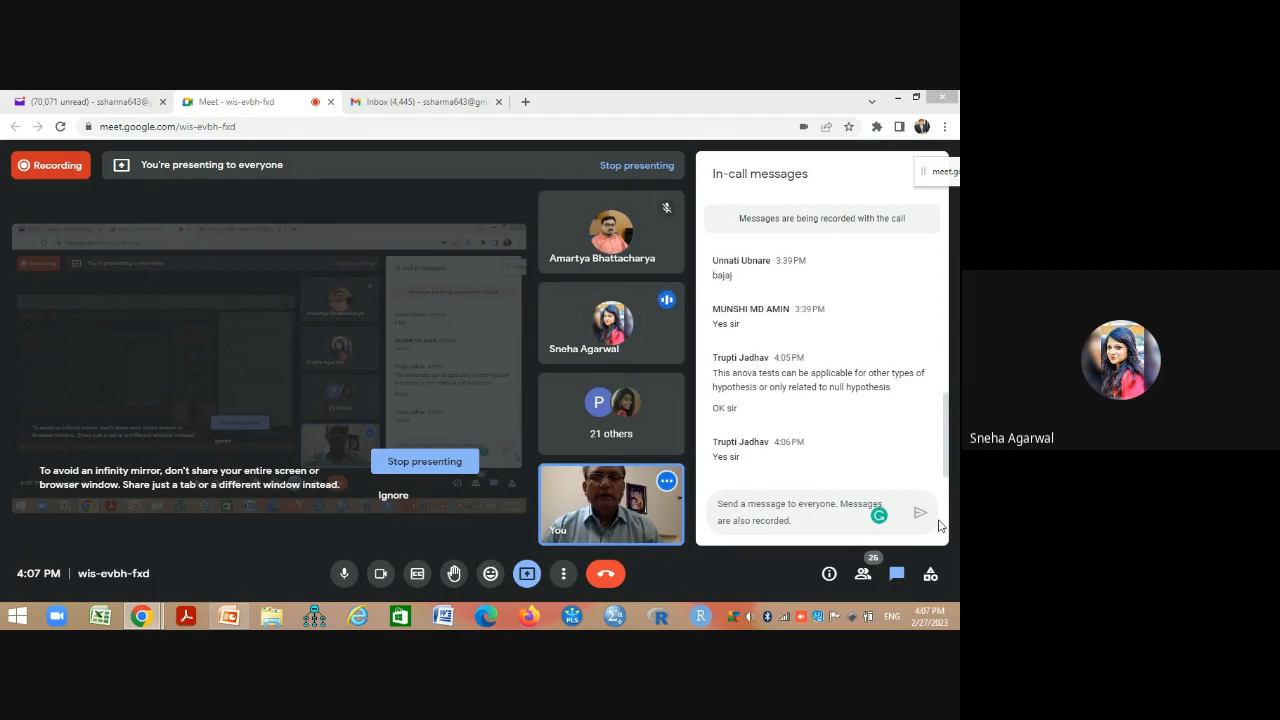 (70,071 unread) - ssharma643@y
Meet - wis-evbh-fxd
Inbox (4,445) - ssharma643@gm
meet.google.com/wis-evbh-fxd
Recording
You're presenting to everyone
Stop presenting
In-call messages
meet.g
Messages are being recorded with the call
Amartya Bhattacharya
Unnati Ubnare 3:39 PM
bajaj
MUNSHI MD AMIN 3:39 PM
Yes sir
Sneha Agarwal
Trupti Jadhav 4:05 PM
This anova tests can be applicable for other types of
hypothesis or only related to null hypothesis
OK sir
P
21 others
Trupti Jadhav 4:06 PM
Yes sir
To avoid an infinity mirror, don't share your entire screen or
browser window. Share just a tab or a different window instead.
Stop presenting
Ignore
You
Send a message to everyone. Messages
are also recorded.
4:07 PM | wis-evbh-fxd
25
ENG
4:07 PM
2/27/2023
Sneha Agarwal